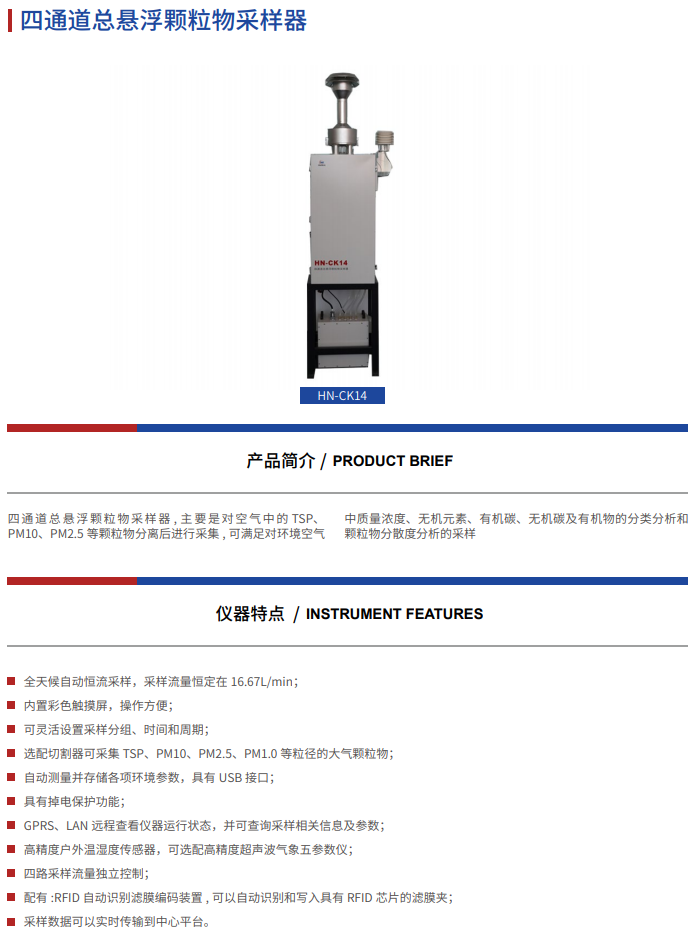 四通道总悬浮颗粒物采样器
HN-CK14
HN-CK14
产品简介 / PRODUCT BRIEF
四通道总悬浮颗粒物采样器，主要是对空气中的 TSP、
PM10、PM2.5 等颗粒物分离后进行采集，可满足对环境空气
中质量浓度、无机元素、有机碳、无机碳及有机物的分类分析和
颗粒物分散度分析的采样
仪器特点 / INSTRUMENT FEATURES
全天候自动恒流采样，采样流量恒定在 16.67L/min；
内置彩色触摸屏，操作方便；
可灵活设置采样分组、时间和周期；
选配切割器可采集 TSP、PM10、PM2.5、PM1.0 等粒径的大气颗粒物；
自动测量并存储各项环境参数，具有 USB 接口；
具有掉电保护功能；
GPRS、LAN 远程查看仪器运行状态，并可查询采样相关信息及参数；
高精度户外温湿度传感器，可选配高精度超声波气象五参数仪；
四路采样流量独立控制；
配有 :RFID 自动识别滤膜编码装置，可以自动识别和写入具有 RFID 芯片的滤膜夹；
采样数据可以实时传输到中心平台。